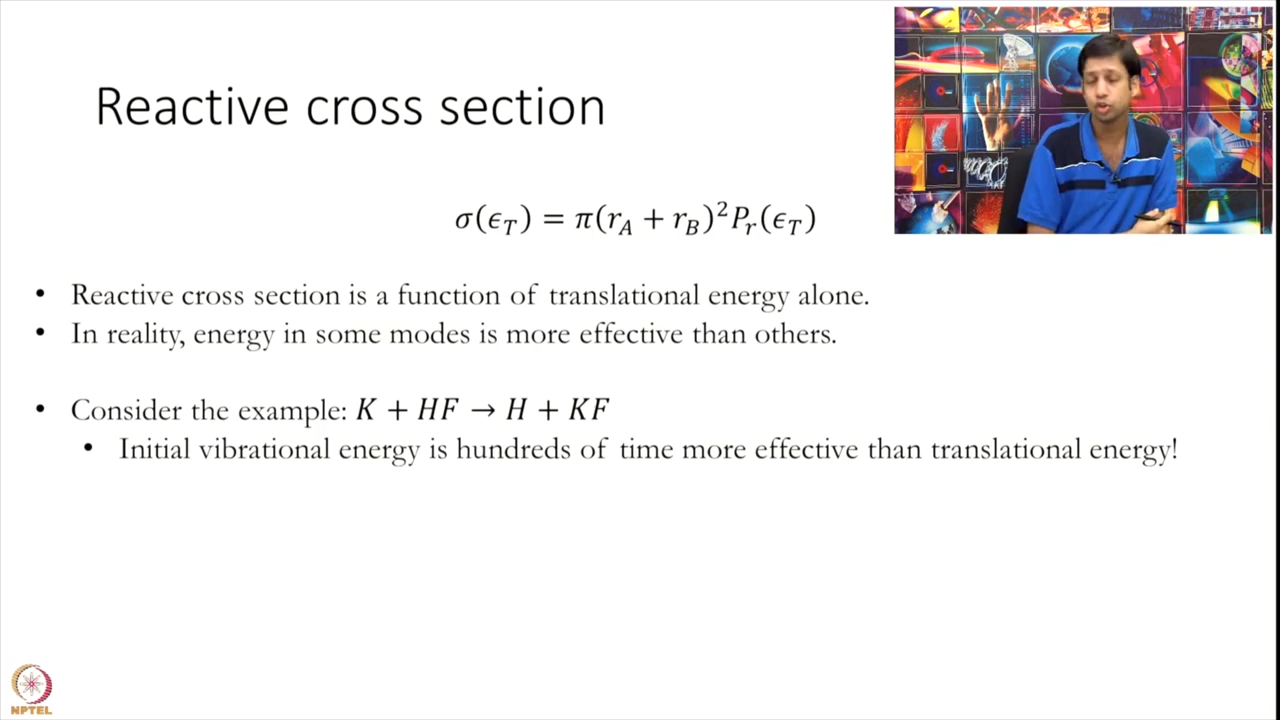 Reactive cross section
σ(ϵ_T) = π(r_A + r_B)²P_r(ϵ_T)
• Reactive cross section is a function of translational energy alone.
• In reality, energy in some modes is more effective than others.
• Consider the example: K + HF → H + KF
• Initial vibrational energy is hundreds of time more effective than translational energy!
NPTEL